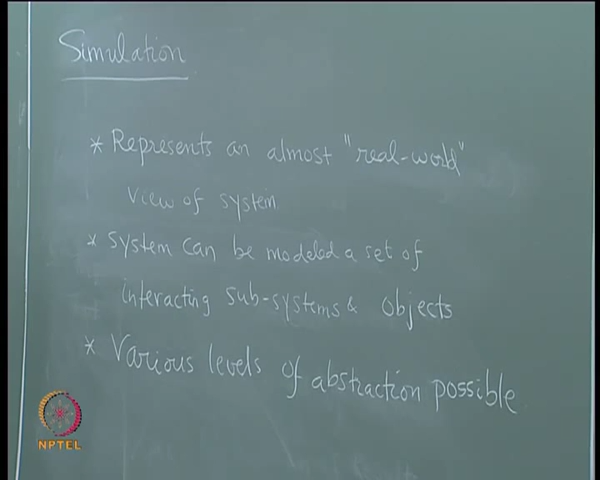 Simulation
* Represents an almost "real-world"
view of system
* System can be modeled a set of
interacting sub-systems & objects
* Various levels of abstraction possible
NPTEL